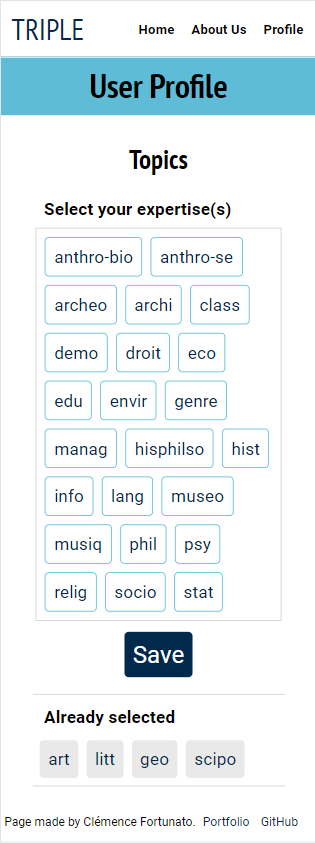 TRIPLE Home About Us Profile
User Profile
Topics
Select your expertise(s)
anthro-bio anthro-se
archeo archi class
demo droit eco
edu envir genre
manag hisphilso hist
info lang museo
musiq phil psy
relig socio stat
Save
Already selected
art litt geo scipo
Page made by Clémence Fortunato. Portfolio GitHub